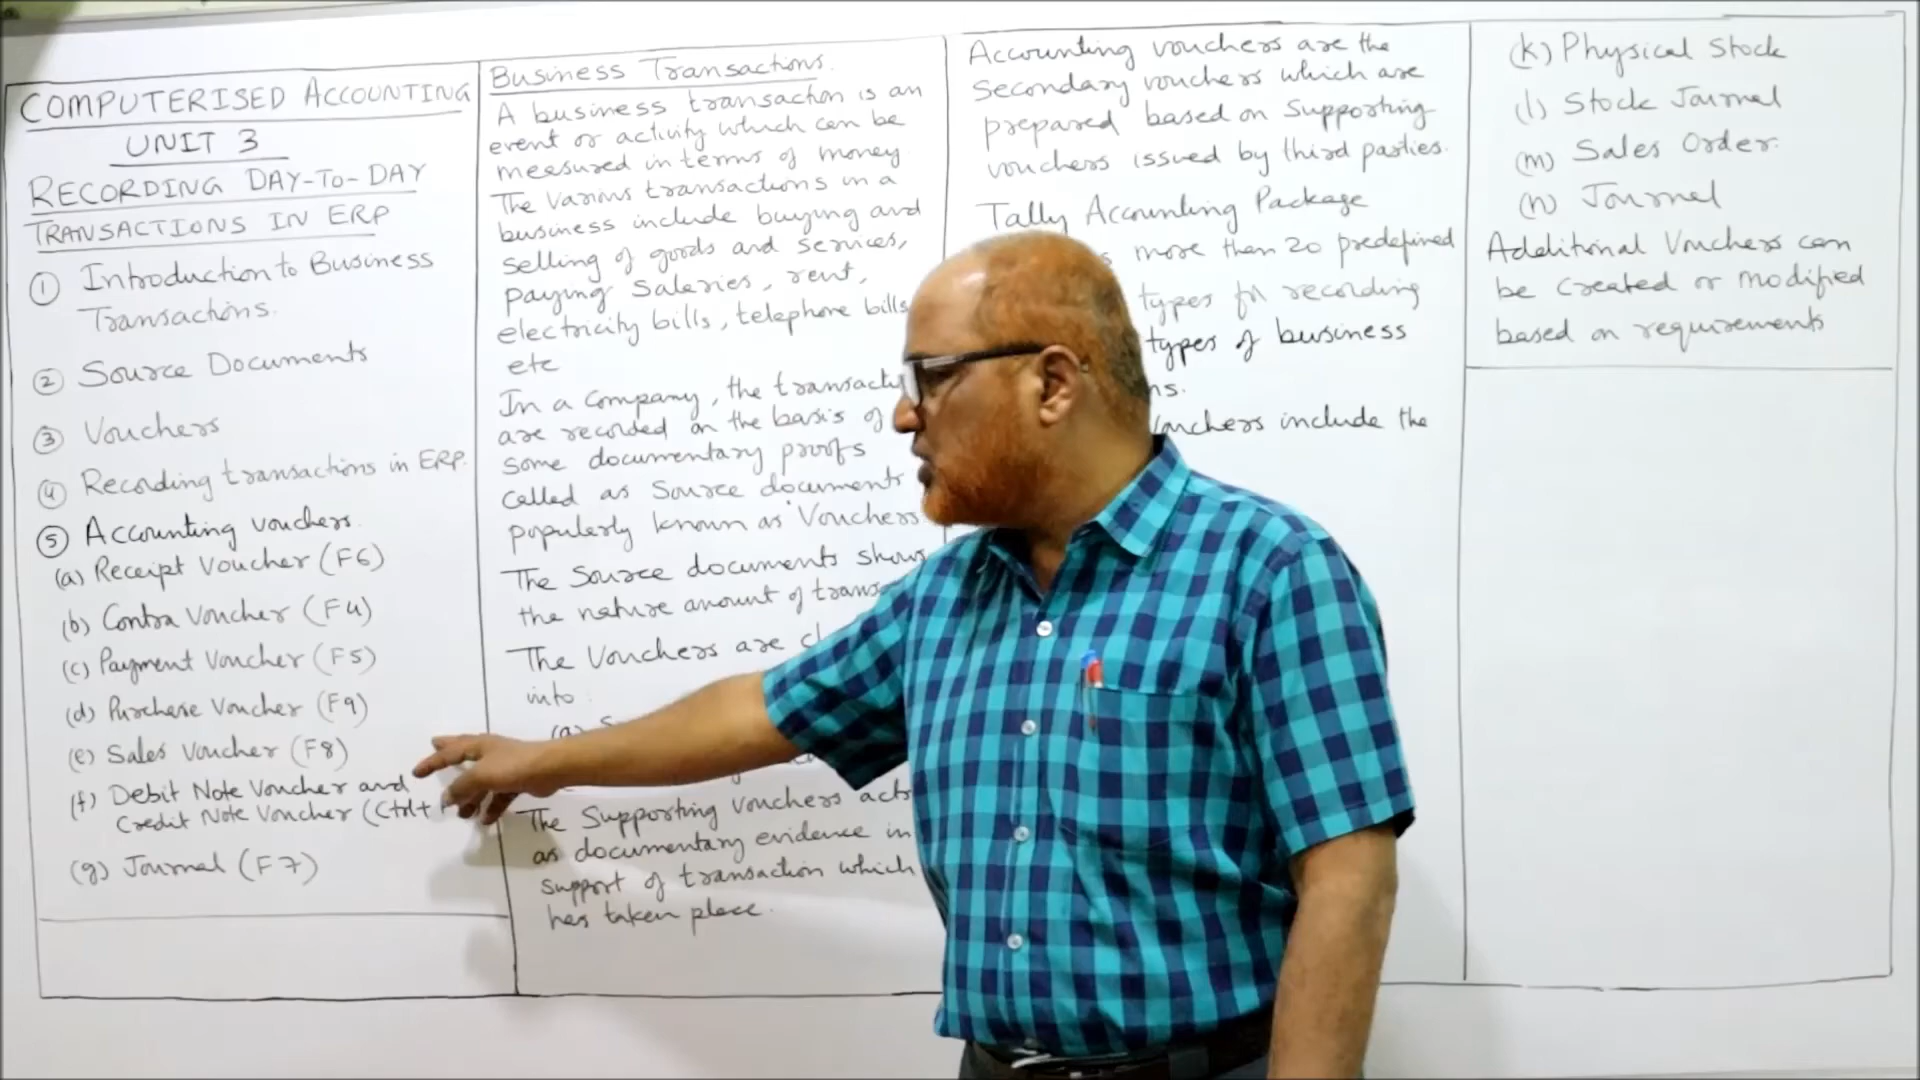 COMPUTERISED ACCOUNTING
UNIT 3
RECORDING DAY-TO-DAY
TRANSACTIONS IN ERP
① Introduction to Business
Transactions.
② Source Documents
③ Vouchers
④ Recording transactions in ERP.
⑤ Accounting vouchers.
(a) Receipt Voucher (F6)
(b) Contra Voucher (F4)
(c) Payment Voucher (F5)
(d) Purchase Voucher (F9)
(e) Sales Voucher (F8)
(f) Debit Note Voucher and
Credit Note Voucher (Ctrl+
(g) Journal (F7)
Business Transactions.
A business transaction is an
event or activity which can be
measured in terms of money
The various transactions in a
business include buying and
selling of goods and services,
paying salaries, rent,
electricity bills, telephone bills
etc
In a company, the
are recorded on the basis of
some documentary proofs
called as Source documents
popularly known as 'Vouchers
The Source documents shows
the nature amount of
The Vouchers are
into:
(a)
The Supporting vouchers acts
as documentary evidence in
support of transaction which
has taken place.
Accounting vouchers are the
secondary vouchers which are
prepared based on supporting
vouchers issued by third parties.
Tally Accounting Package
more than 20 predefined
types for recording
types of business
include the
(k) Physical Stock
(l) Stock Journal
(m) Sales Order.
(n) Journal
Additional Vouchers can
be created or modified
based on requirements